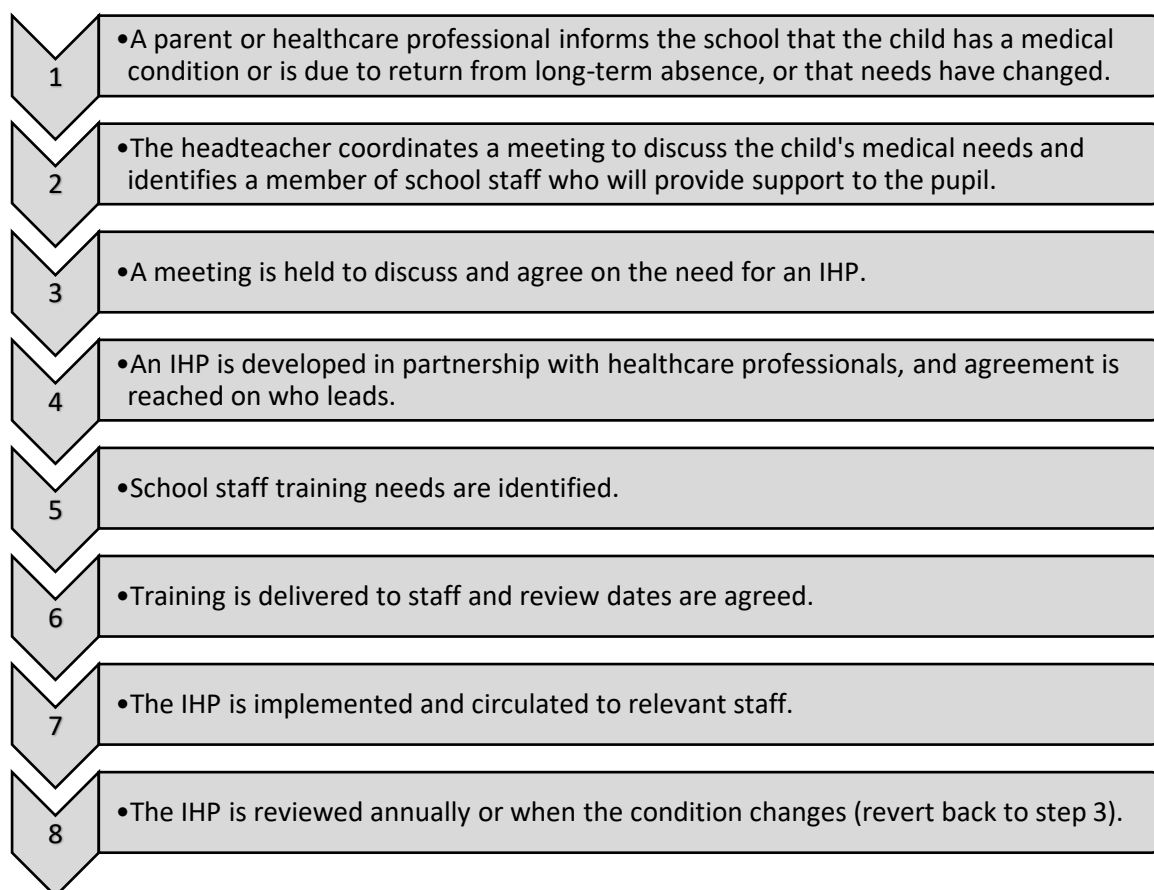 1
•A parent or healthcare professional informs the school that the child has a medical
condition or is due to return from long-term absence, or that needs have changed.
2
•The headteacher coordinates a meeting to discuss the child's medical needs and
identifies a member of school staff who will provide support to the pupil.
3
•A meeting is held to discuss and agree on the need for an IHP.
4
•An IHP is developed in partnership with healthcare professionals, and agreement is
reached on who leads.
5
•School staff training needs are identified.
6
•Training is delivered to staff and review dates are agreed.
7
•The IHP is implemented and circulated to relevant staff.
8
•The IHP is reviewed annually or when the condition changes (revert back to step 3).